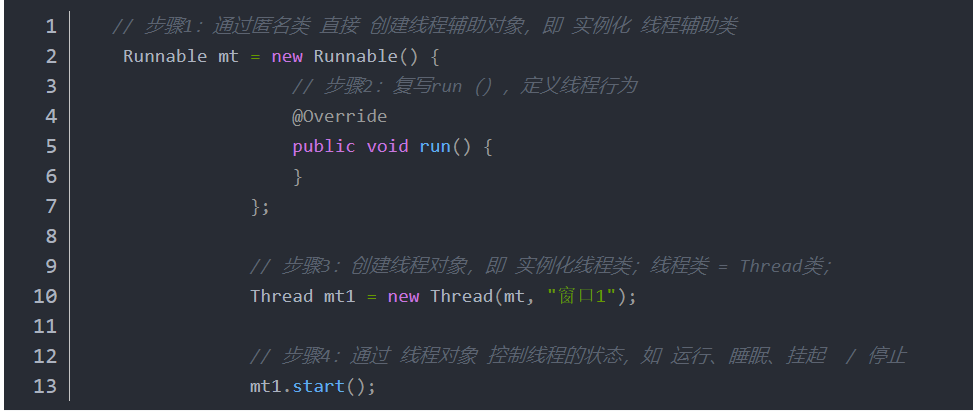 1 // 步骤1：通过匿名类 直接 创建线程辅助对象，即 实例化 线程辅助类
2 Runnable mt = new Runnable() {
3 // 步骤2：复写run（），定义线程行为
4 @Override
5 public void run() {
6 }
7 };
8
9 // 步骤3：创建线程对象，即 实例化线程类；线程类 = Thread类；
10 Thread mt1 = new Thread(mt, "窗口1");
11
12 // 步骤4：通过 线程对象 控制线程的状态，如 运行、睡眠、挂起  / 停止
13 mt1.start();